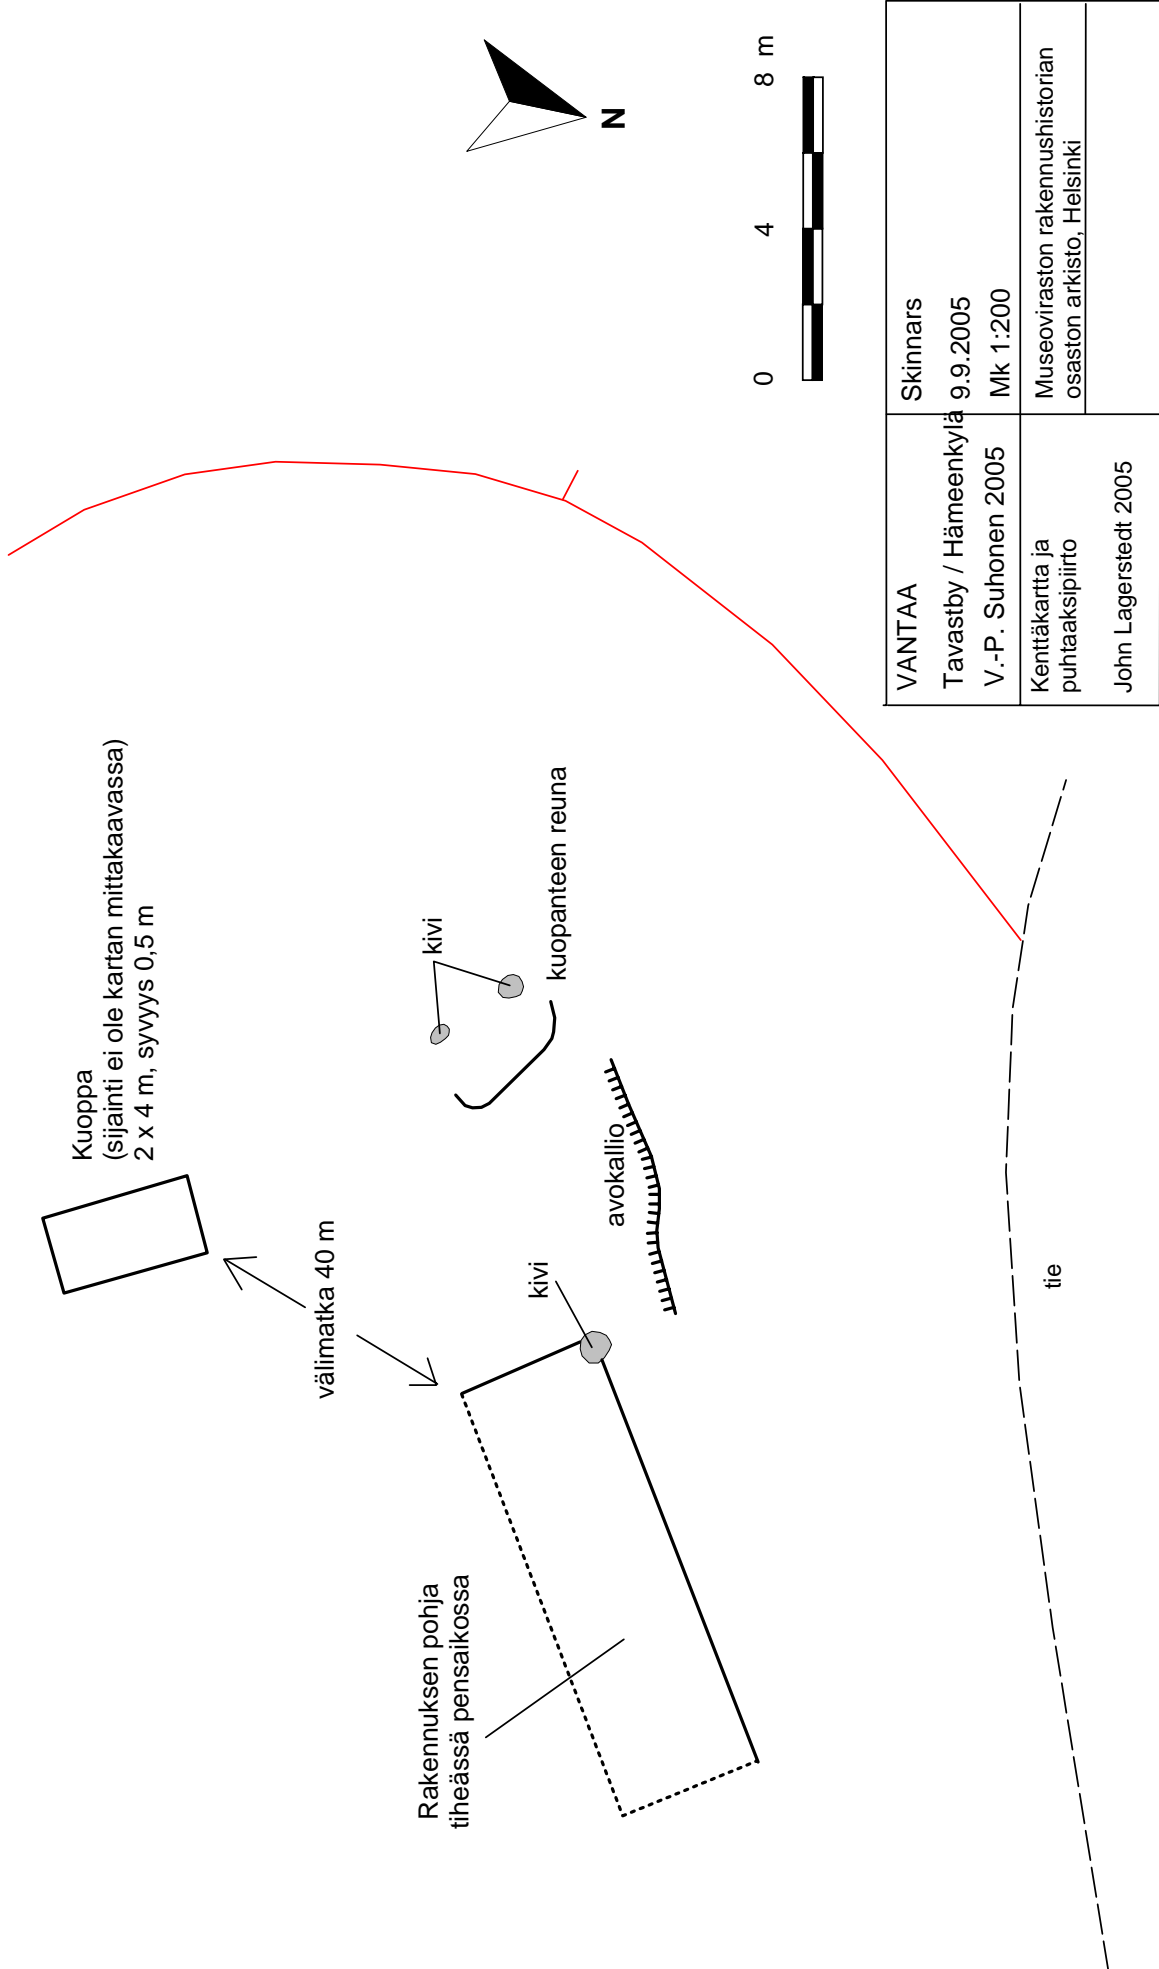 Kuoppa
(sijainti ei ole kartan mittakaavassa)
2 x 4 m, syvyys 0,5 m
välimatka 40 m
kivi
kuopanteen reuna
avokallio
kivi
Rakennuksen pohja
tiheässä pensaikossa
tie
N
0 4 8 m
VANTAA
Tavastby / Hämeenkylä
V.-P. Suhonen 2005
Skinnars
9.9.2005
Mk 1:200
Kenttäkartta ja
puhtaaksipiirto
John Lagerstedt 2005
Museoviraston rakennushistorian
osaston arkisto, Helsinki